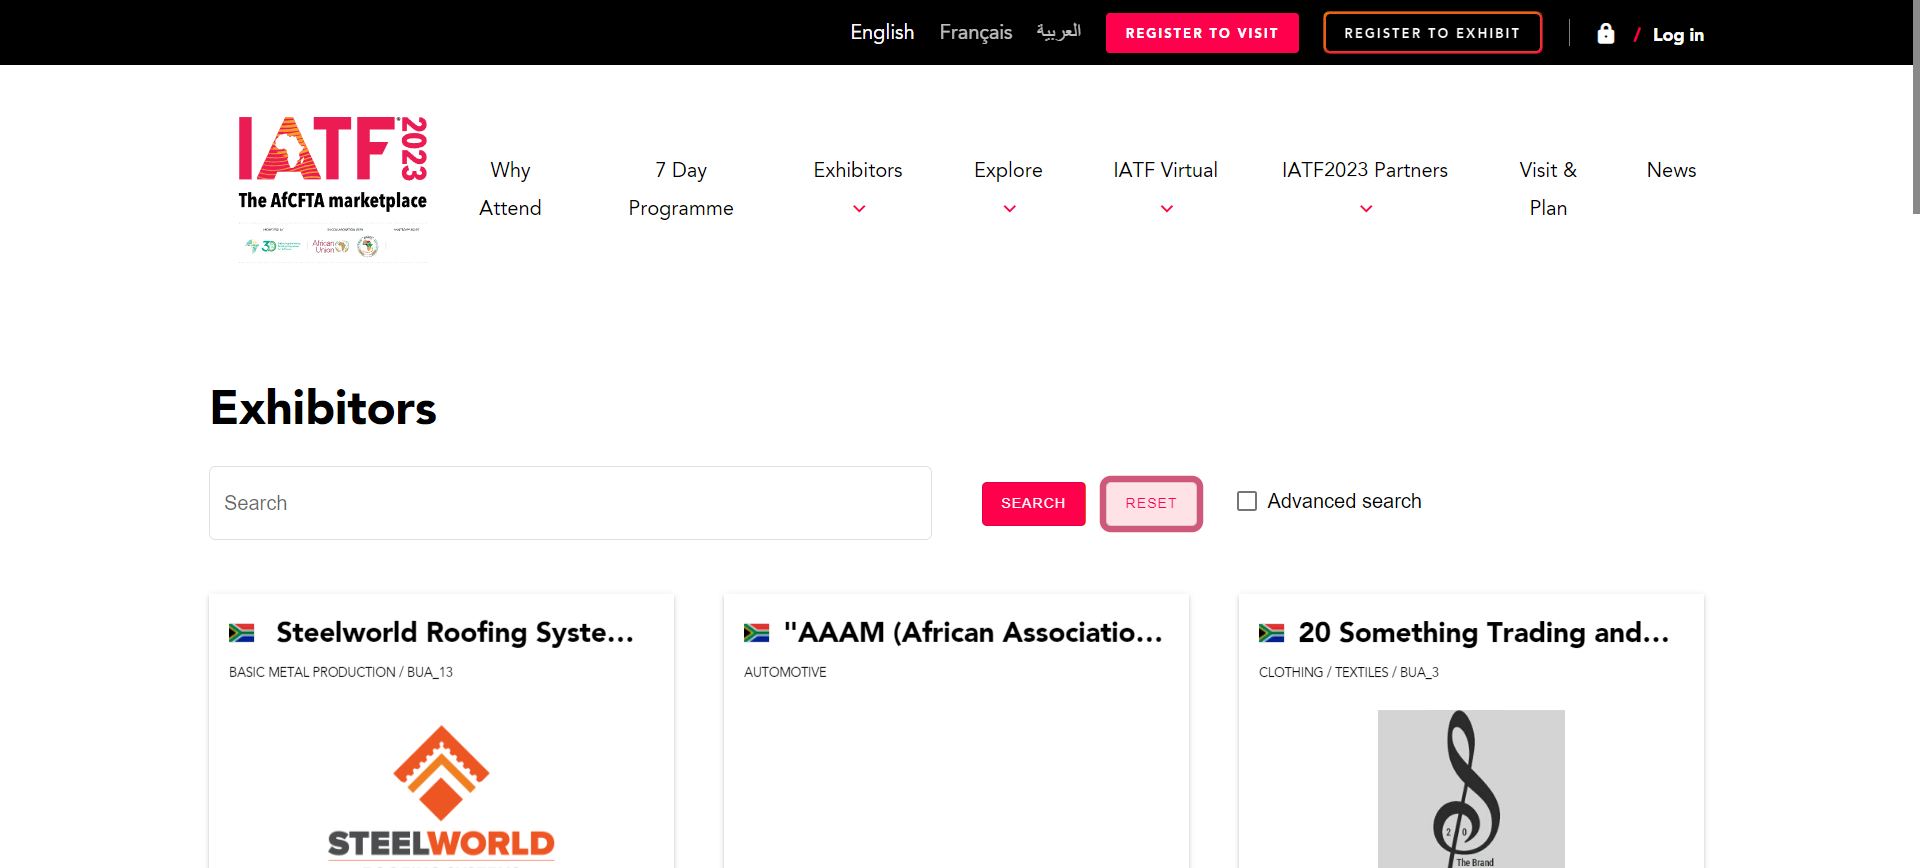 English Français العربية REGISTER TO VISIT REGISTER TO EXHIBIT / Log in
IATF 2023
The AfCFTA marketplace
African Union
Why Attend
7 Day Programme
Exhibitors
Explore
IATF Virtual
IATF2023 Partners
Visit & Plan
News
Exhibitors
Search
SEARCH
RESET
Advanced search
Steelworld Roofing Syste...
BASIC METAL PRODUCTION / BUA_13
STEELWORLD
"AAAM (African Associatio...
AUTOMOTIVE
20 Something Trading and...
CLOTHING / TEXTILES / BUA_3
2 0
The Brand